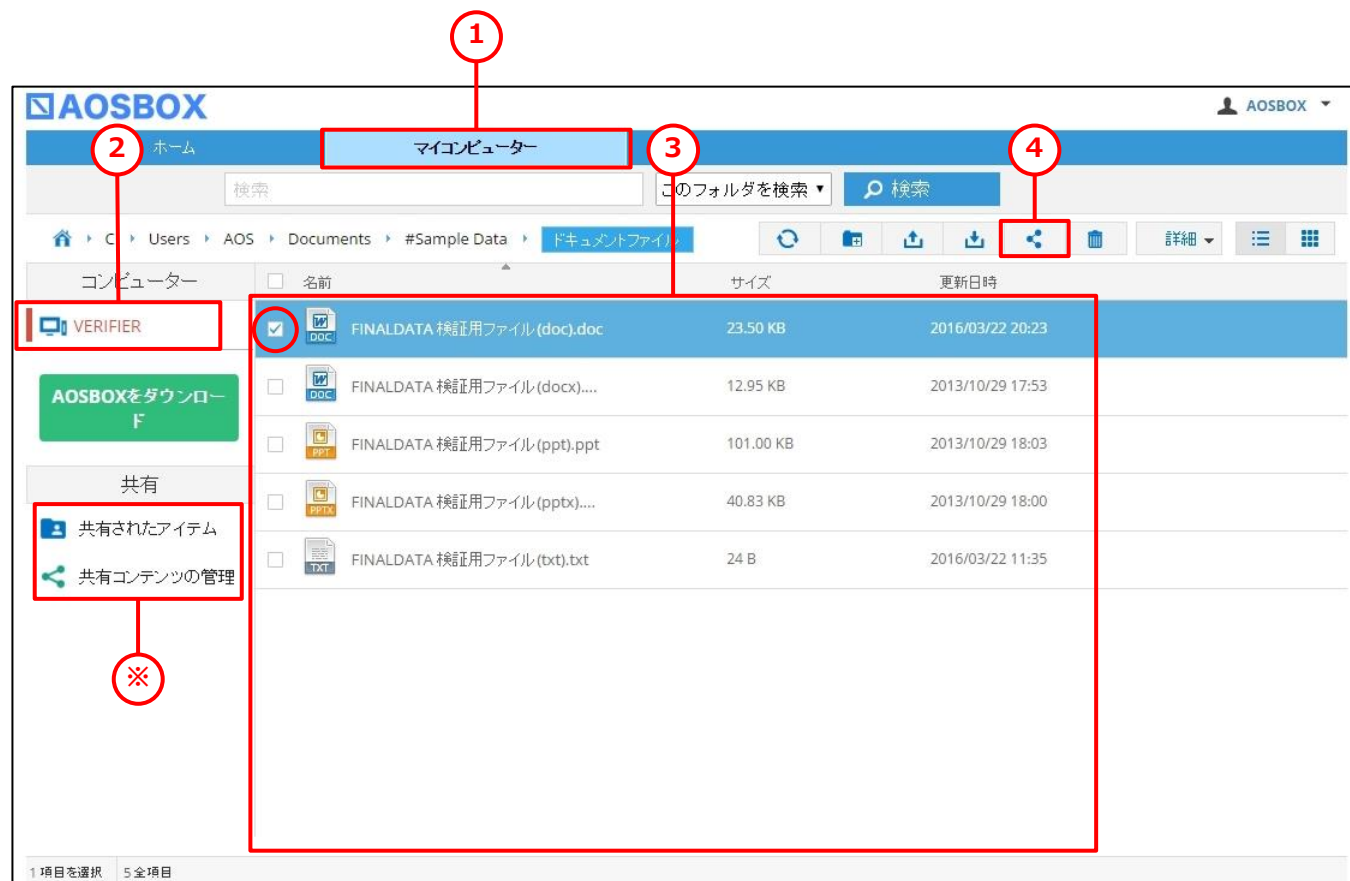 1
AOSBOX
AOSBOX
2
ホーム
マイコンピューター
3
4
検索
このフォルダを検索
検索
C
Users
AOS
Documents
#Sample Data
ドキュメントファイル
詳細
コンピューター
名前
サイズ
更新日時
VERIFIER
DOC
FINALDATA 検証用ファイル(doc).doc
23.50 KB
2016/03/22 20:23
AOSBOXをダウンロー
ド
DOC
FINALDATA 検証用ファイル(docx)....
12.95 KB
2013/10/29 17:53
PPT
FINALDATA 検証用ファイル(ppt).ppt
101.00 KB
2013/10/29 18:03
共有
PPTX
FINALDATA 検証用ファイル(pptx)....
40.83 KB
2013/10/29 18:00
共有されたアイテム
TXT
FINALDATA 検証用ファイル(txt).txt
24 B
2016/03/22 11:35
共有コンテンツの管理
※
1 項目を選択
5 全項目